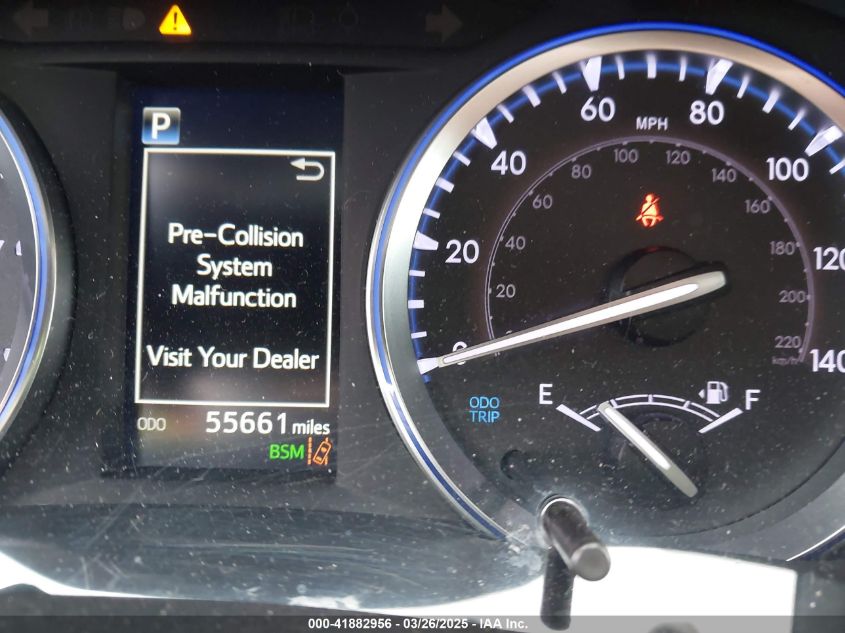 P
Pre-Collision
System
Malfunction
Visit Your Dealer
ODO 55661 miles
BSM
0 20 40 60 80 100 120 140
MPH
20 40 60 80 100 120 140 160 180 200 220
km/h
ODO
TRIP
E F
000-41882956 - 03/26/2025 - IAA Inc.